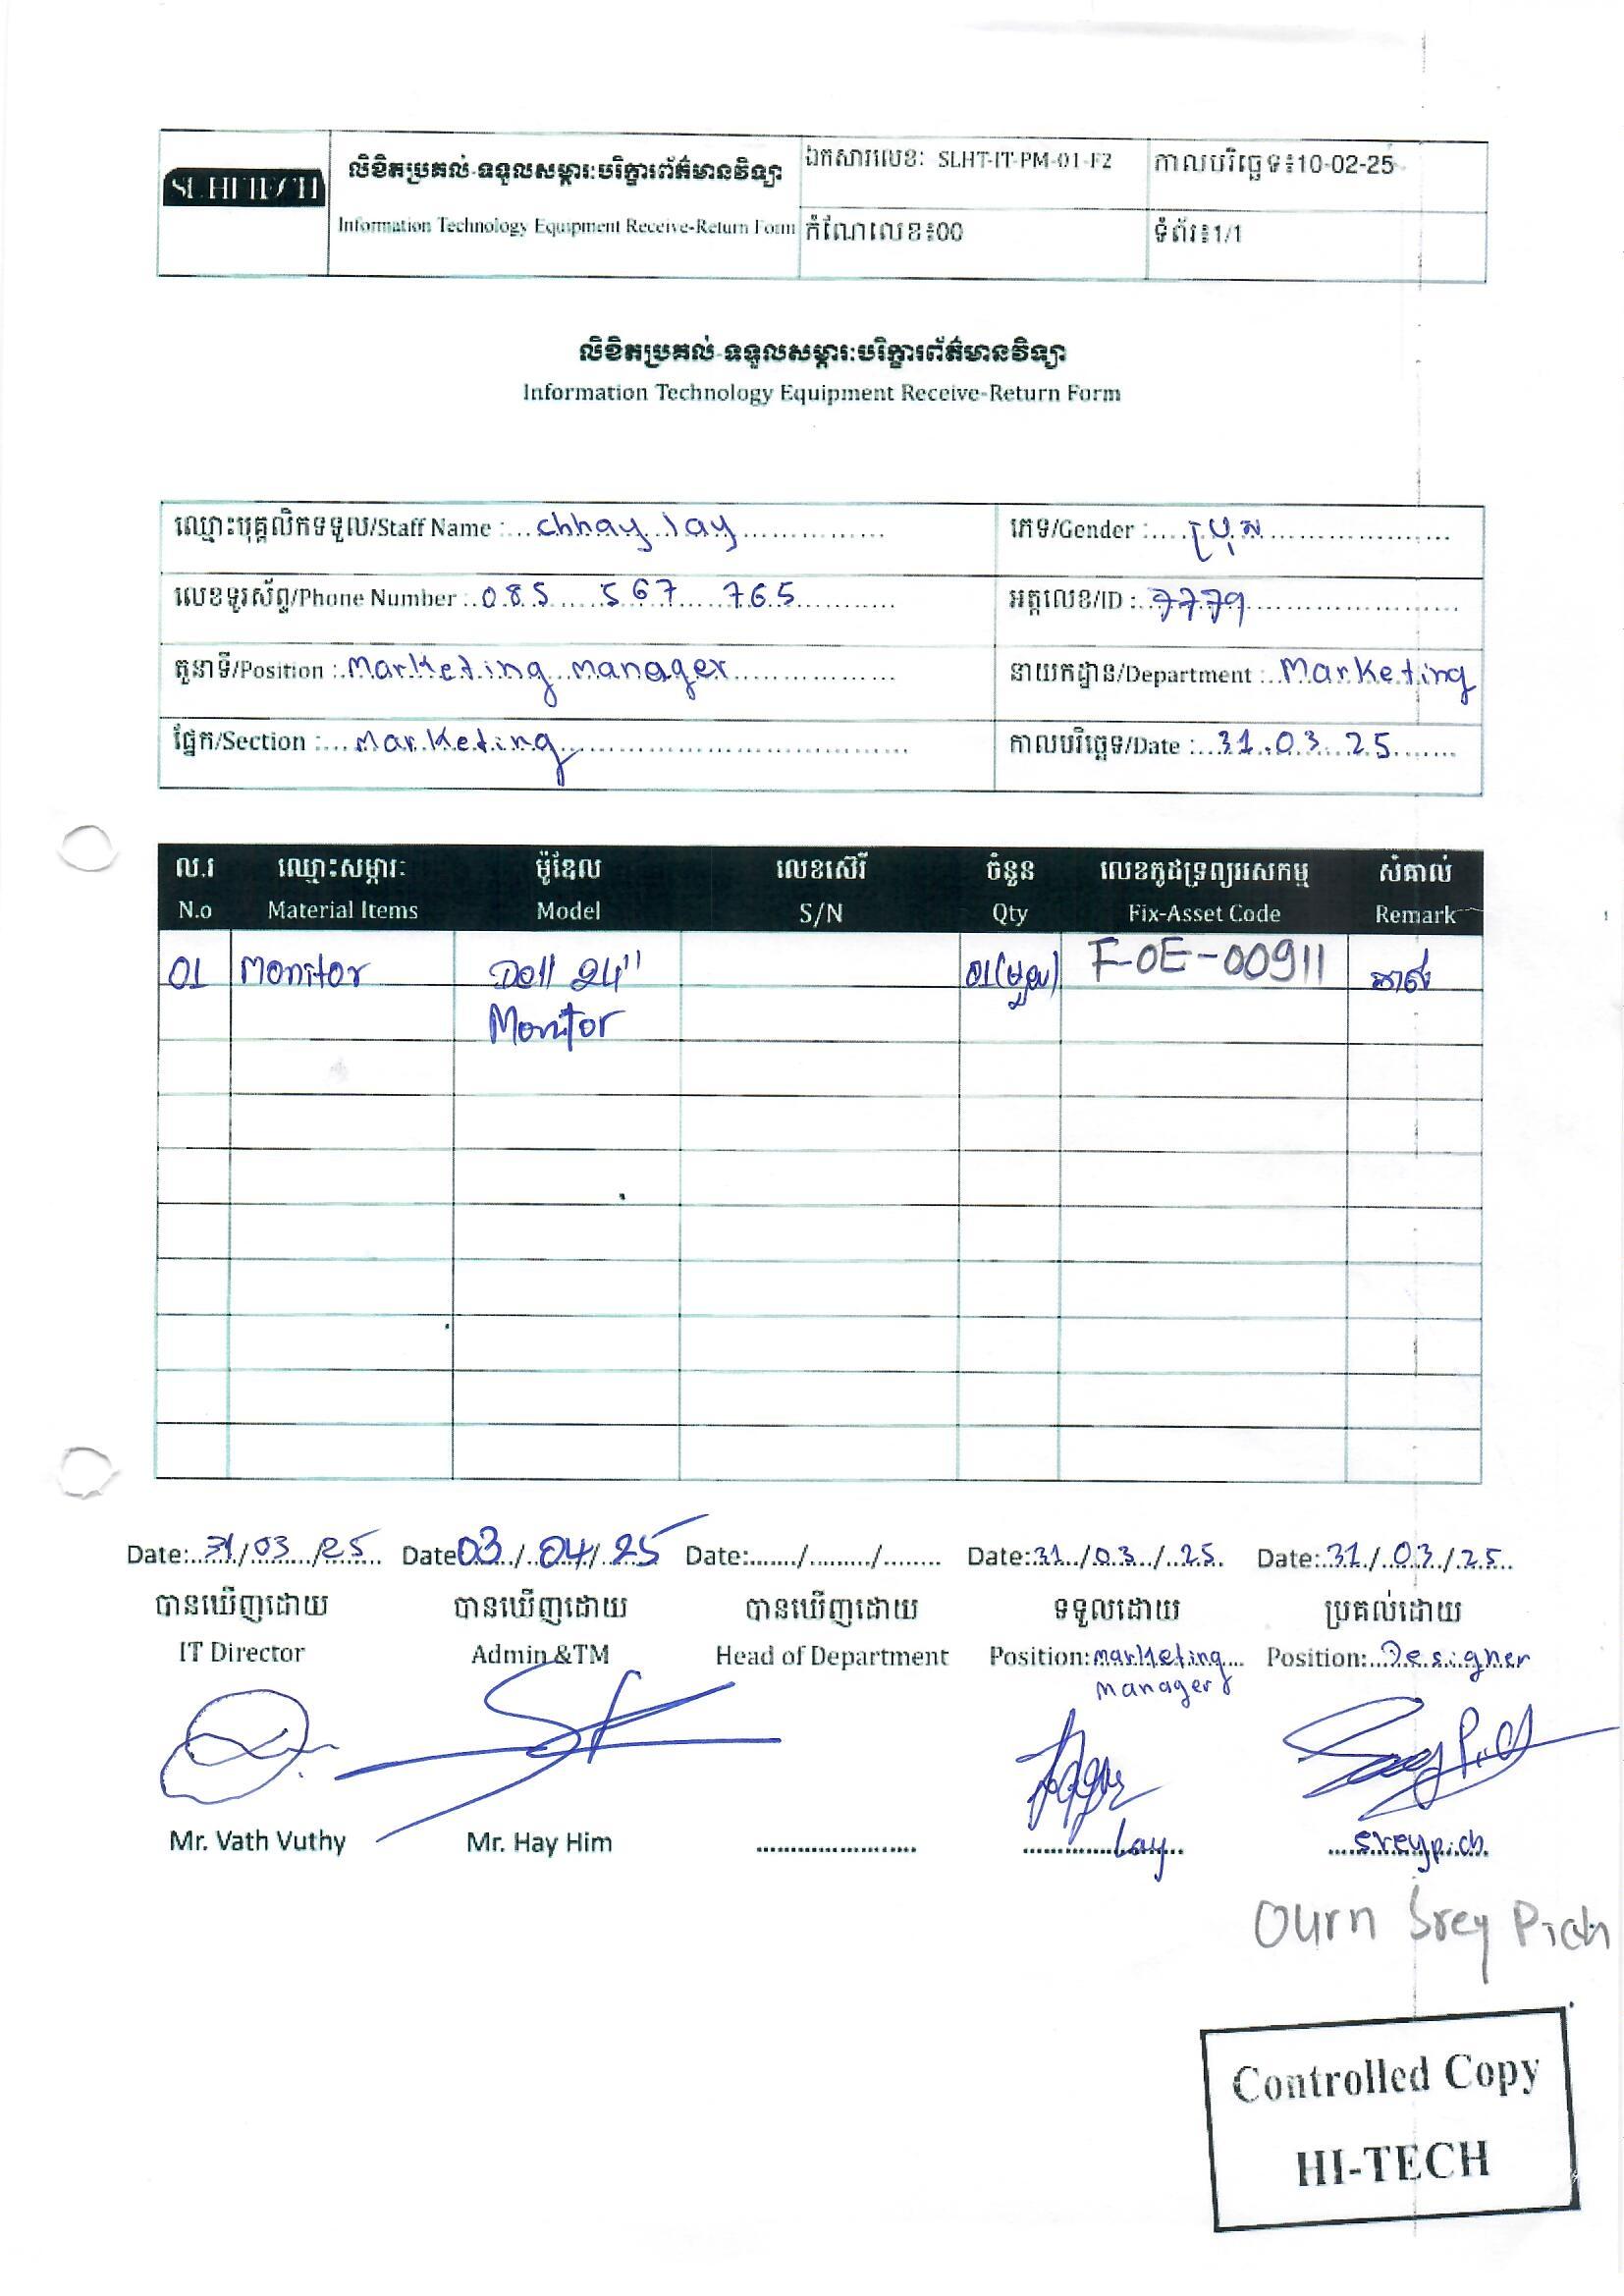 SLHITECH
លិខិតប្រគល់-ទទួលសម្ភារៈបរិក្ខារព័ត៌មានវិទ្យា
Information Technology Equipment Receive-Return Form
ឯកសារលេខៈ SLHT-IT-PM-01-F2
កាលបរិច្ឆេទ៖10-02-25
កំណែលេខ៖00
ទំព័រ៖1/1
លិខិតប្រគល់-ទទួលសម្ភារៈបរិក្ខារព័ត៌មានវិទ្យា
Information Technology Equipment Receive-Return Form
ឈ្មោះបុគ្គលិកទទួល/Staff Name : chhay lay
ភេទ/Gender : ប្រុស
លេខទូរស័ព្ទ/Phone Number : 085 567 765
អត្តលេខ/ID : 7779
តួនាទី/Position : Marketing manager
នាយកដ្ឋាន/Department : Marketing
ផ្នែក/Section : Marketing
កាលបរិច្ឆេទ/Date : 31.03.25
ល.រ ឈ្មោះសម្ភារៈ ម៉ូឌែល លេខស៊េរី ចំនួន លេខកូដទ្រព្យអសកម្ម សំគាល់
N.o Material Items Model S/N Qty Fix-Asset Code Remark
01 Monitor Dell 24" 01(មួយ) F-OE-00911 ចាស់
Monitor
Date: 31/03/25 Date 03/04/25 Date:....../........./........ Date: 31/03/25 Date: 31/03/25
បានឃើញដោយ បានឃើញដោយ បានឃើញដោយ ទទួលដោយ ប្រគល់ដោយ
IT Director Admin &TM Head of Department Position: marketing Position: Designer
manager
SreyPich
Mr. Vath Vuthy Mr. Hay Him Lay sreypich
Ourn Srey Pich
Controlled Copy
HI-TECH